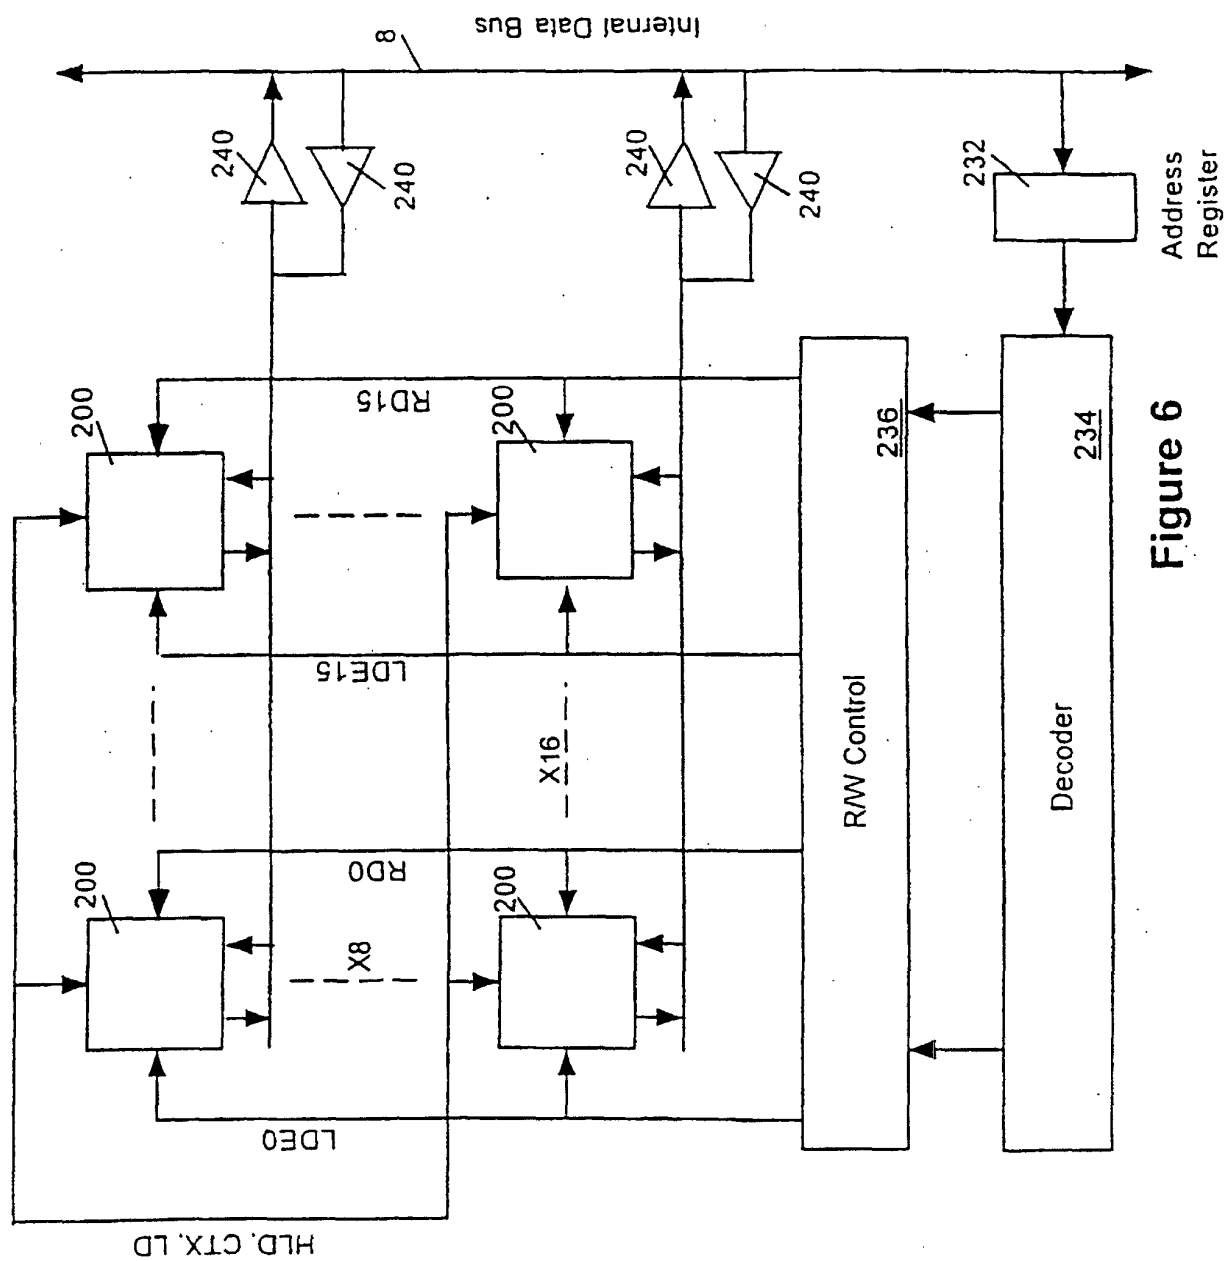 Internal Data Bus
8
240
240
240
240
232
Address
Register
200
RD15
200
LDE15
X16
200
RD0
X8
200
LDE0
HLD, CTX, LD
R/W Control
236
Decoder
234
Figure 6